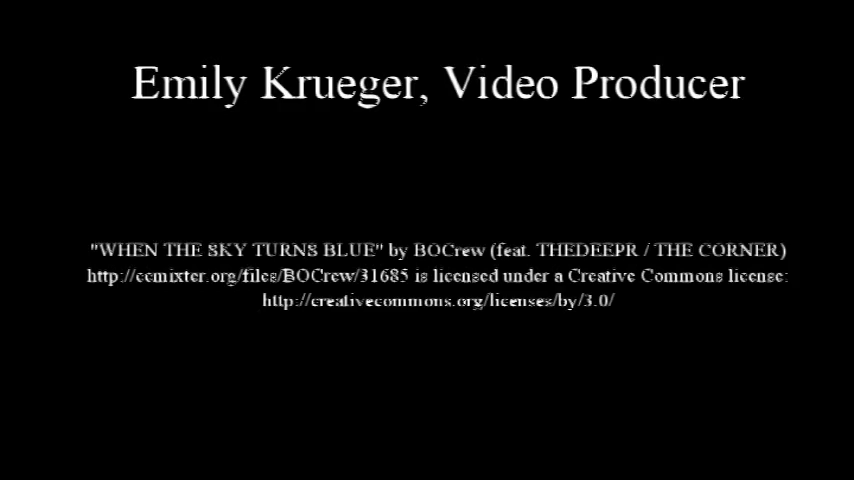 Emily Krueger, Video Producer
"WHEN THE SKY TURNS BLUE" by BOCrew (feat. THEDEEPR / THE CORNER)
http://ccmixter.org/files/BOCrew/31685 is licensed under a Creative Commons license:
http://creativecommons.org/licenses/by/3.0/